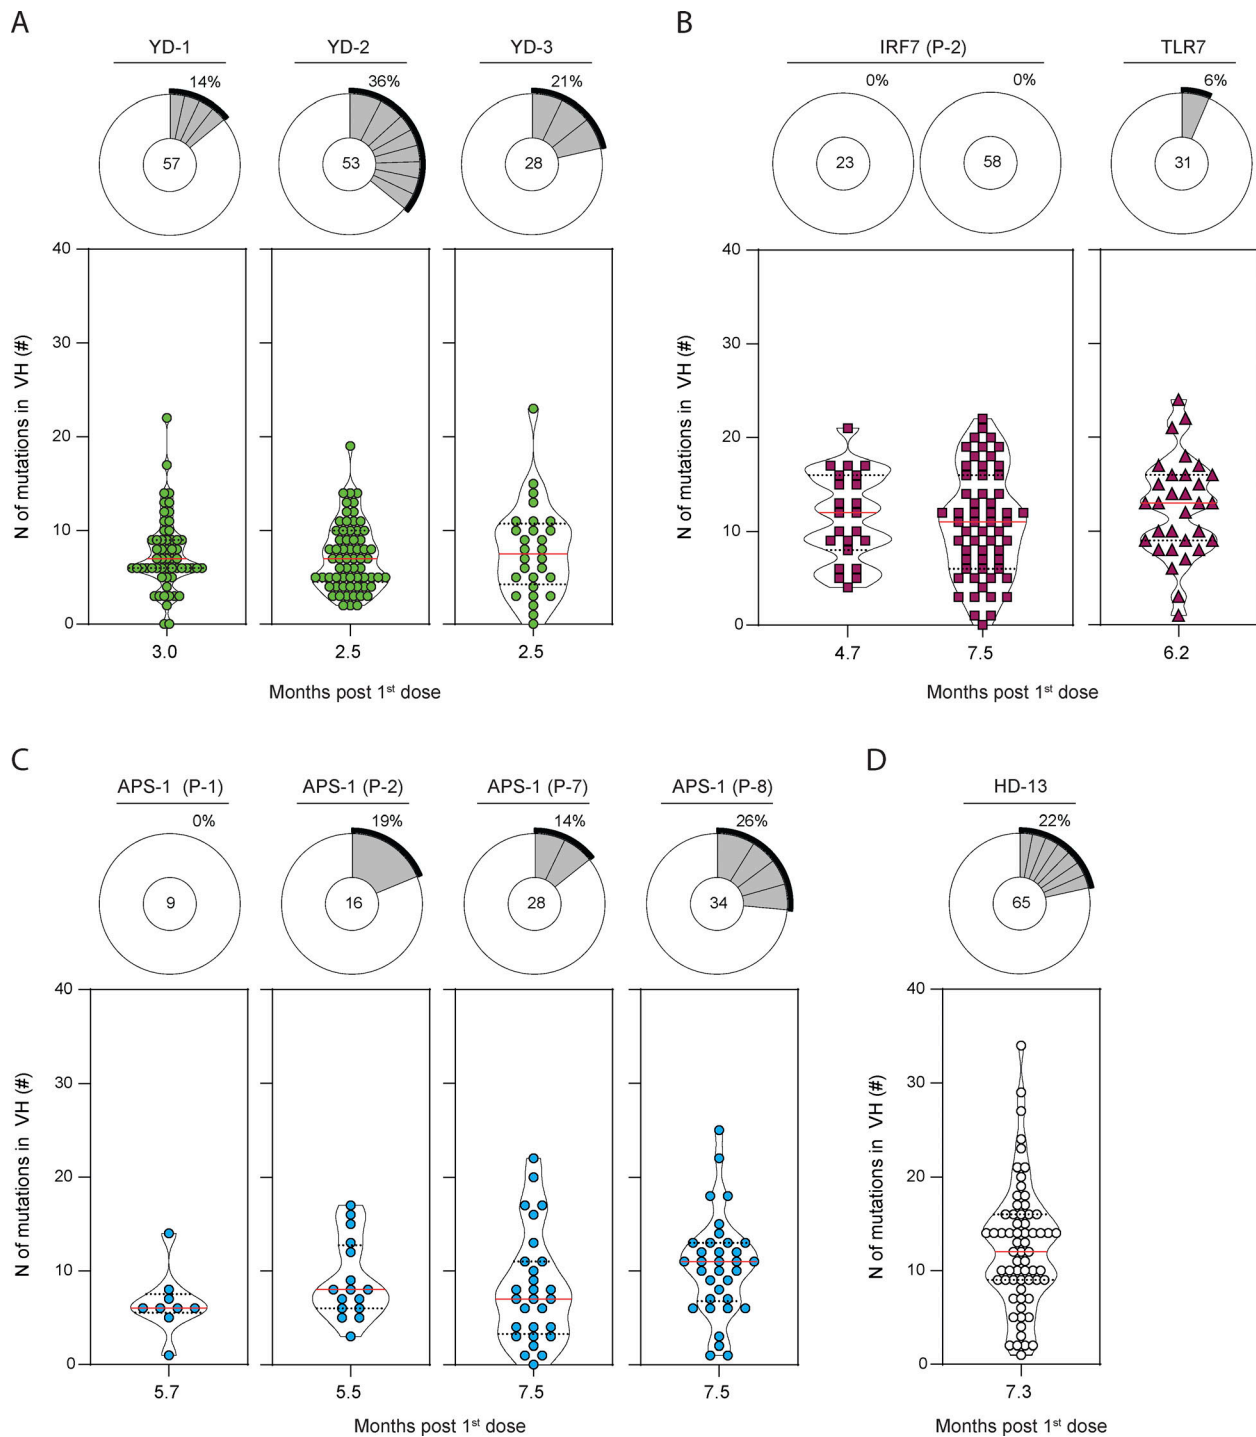 A
YD-1 YD-2 YD-3
14% 36% 21%
57 53 28
N of mutations in VH (#)
40
30
20
10
0
3.0 2.5 2.5
Months post 1st dose
B
IRF7 (P-2) TLR7
0% 0% 6%
23 58 31
N of mutations in VH (#)
40
30
20
10
0
4.7 7.5 6.2
Months post 1st dose
C
APS-1 (P-1) APS-1 (P-2) APS-1 (P-7) APS-1 (P-8)
0% 19% 14% 26%
9 16 28 34
N of mutations in VH (#)
40
30
20
10
0
5.7 5.5 7.5 7.5
Months post 1st dose
D
HD-13
22%
65
N of mutations in VH (#)
40
30
20
10
0
7.3
Months post 1st dose